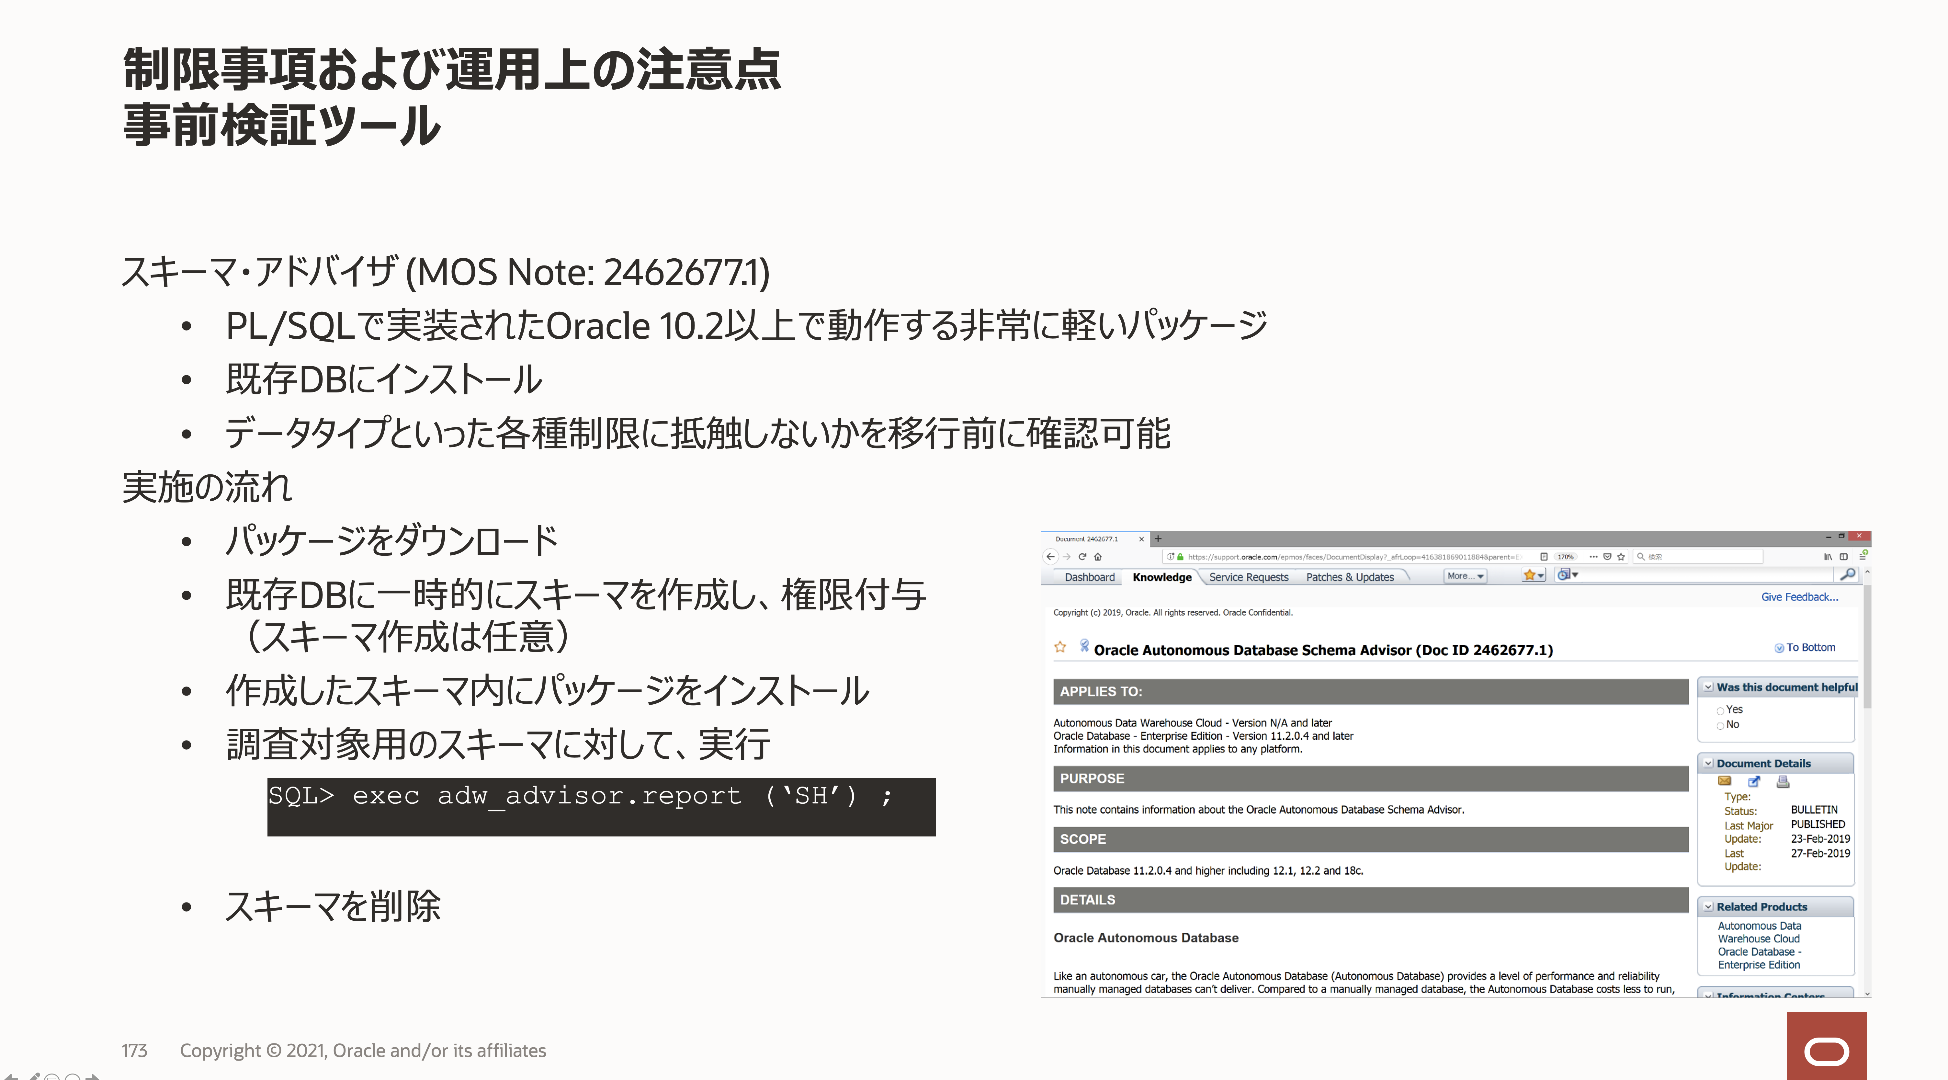 制限事項および運用上の注意点
事前検証ツール
スキーマ・アドバイザ (MOS Note: 2462677.1)
• PL/SQLで実装されたOracle 10.2以上で動作する非常に軽いパッケージ
• 既存DBにインストール
• データタイプといった各種制限に抵触しないかを移行前に確認可能
実施の流れ
• パッケージをダウンロード
• 既存DBに一時的にスキーマを作成し、権限付与
（スキーマ作成は任意）
• 作成したスキーマ内にパッケージをインストール
• 調査対象用のスキーマに対して、実行
SQL> exec adw_advisor.report (‘SH’) ;
• スキーマを削除
Document 2462677.1
170%
検索
Dashboard Knowledge Service Requests Patches & Updates More...
Give Feedback...
Copyright (c) 2019, Oracle. All rights reserved. Oracle Confidential.
Oracle Autonomous Database Schema Advisor (Doc ID 2462677.1)
To Bottom
APPLIES TO:
Autonomous Data Warehouse Cloud - Version N/A and later
Oracle Database - Enterprise Edition - Version 11.2.0.4 and later
Information in this document applies to any platform.
PURPOSE
This note contains information about the Oracle Autonomous Database Schema Advisor.
SCOPE
Oracle Database 11.2.0.4 and higher including 12.1, 12.2 and 18c.
DETAILS
Oracle Autonomous Database
Like an autonomous car, the Oracle Autonomous Database (Autonomous Database) provides a level of performance and reliability
manually managed databases can't deliver. Compared to a manually managed database, the Autonomous Database costs less to run,
Was this document helpful
Yes
No
Document Details
Type:
Status: BULLETIN
Last Major PUBLISHED
Update: 23-Feb-2019
Last 27-Feb-2019
Update:
Related Products
Autonomous Data
Warehouse Cloud
Oracle Database -
Enterprise Edition
Information Centers
173 Copyright © 2021, Oracle and/or its affiliates